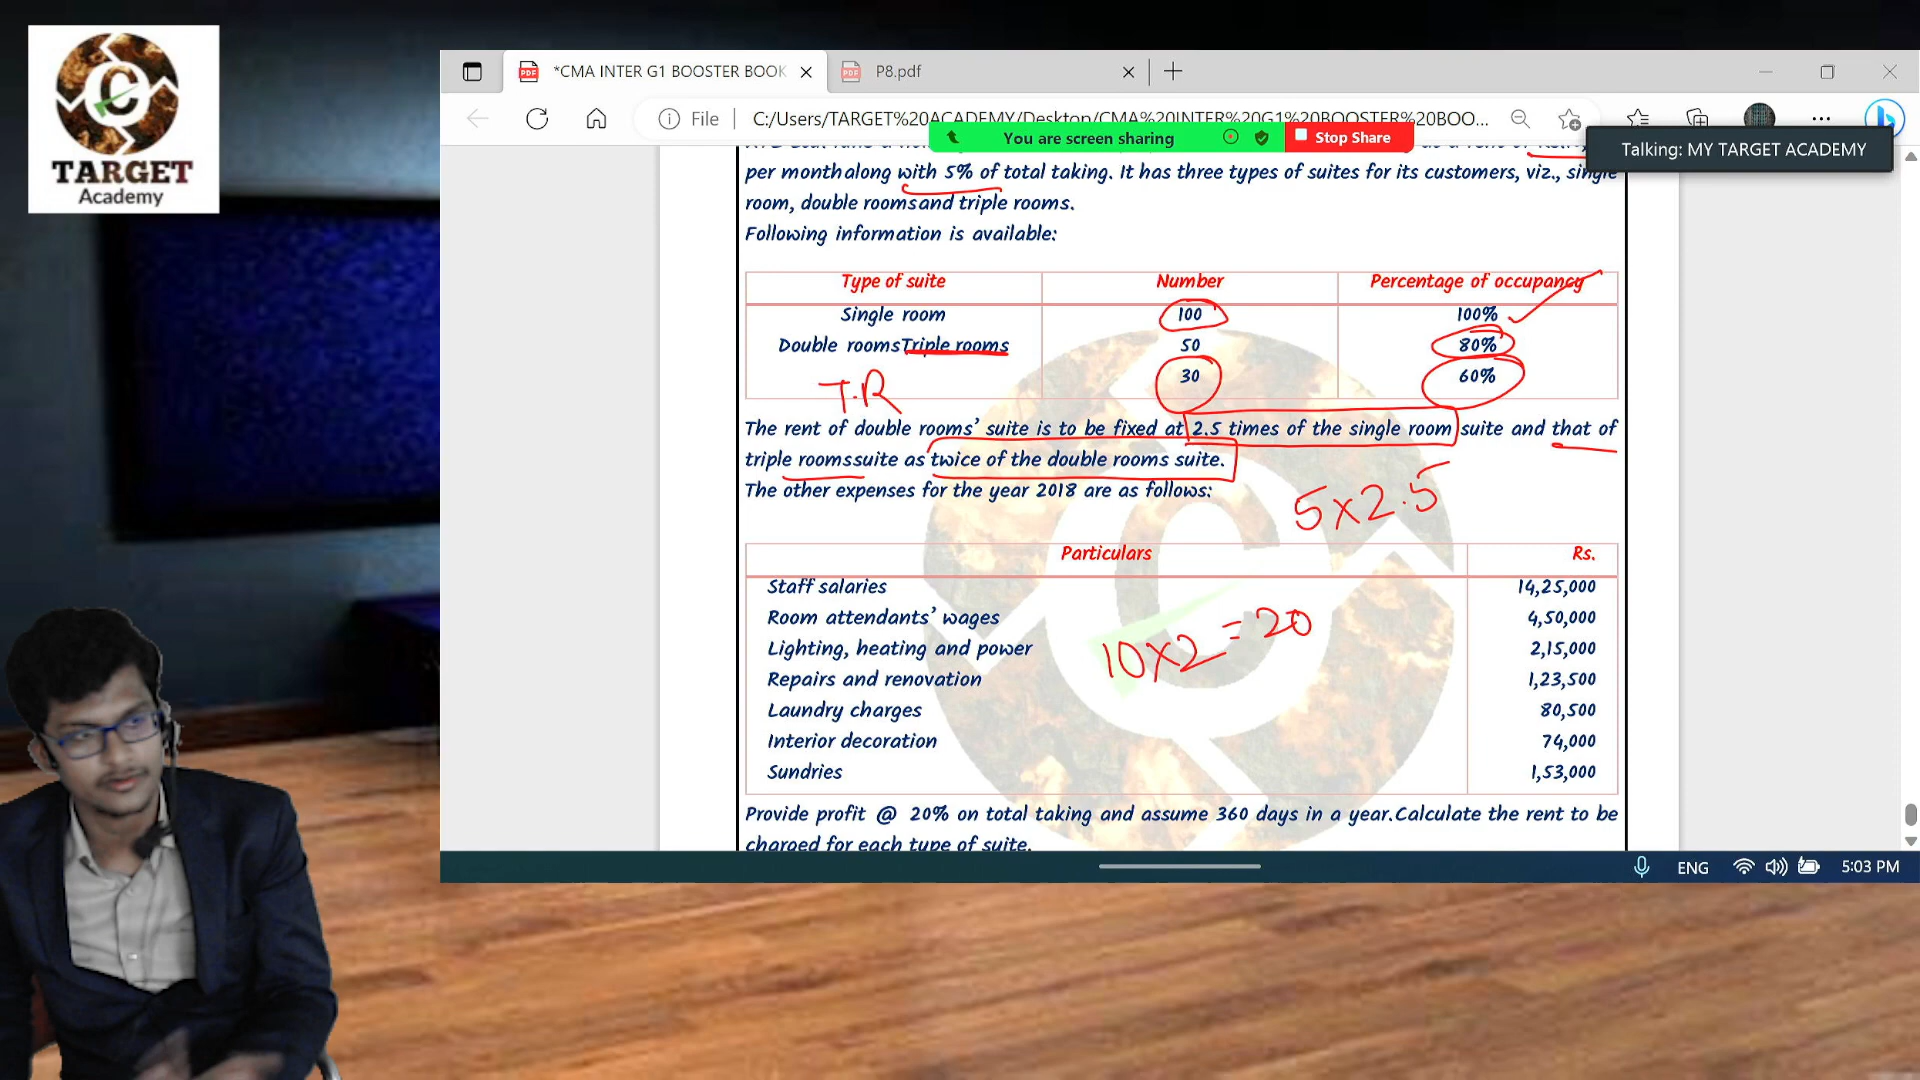 TARGET
Academy
*CMA INTER G1 BOOSTER BOOK
P8.pdf
File
C:/Users/TARGET%20ACADEMY/Desktop/CMA%20INTER%20G1%20BOOSTER%20BOO...
You are screen sharing
Stop Share
Talking: MY TARGET ACADEMY
per monthalong with 5% of total taking. It has three types of suites for its customers, viz., single
room, double roomsand triple rooms.
Following information is available:
Type of suite Number Percentage of occupancy
Single room 100 100%
Double roomsTriple rooms 50 80%
30 60%
T.R
The rent of double rooms' suite is to be fixed at 2.5 times of the single room suite and that of
triple roomssuite as twice of the double rooms suite.
The other expenses for the year 2018 are as follows:
5x2.5
Particulars Rs.
Staff salaries 14,25,000
Room attendants' wages 4,50,000
Lighting, heating and power 2,15,000
10x2=20
Repairs and renovation 1,23,500
Laundry charges 80,500
Interior decoration 74,000
Sundries 1,53,000
Provide profit @ 20% on total taking and assume 360 days in a year.Calculate the rent to be
charged for each type of suite.
ENG
5:03 PM